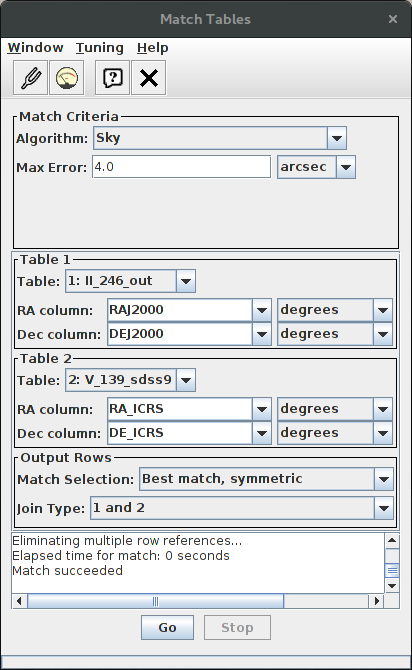 Match Tables
Window Tuning Help
Match Criteria
Algorithm: Sky
Max Error: 4.0 arcsec
Table 1
Table: 1: II_246_out
RA column: RAJ2000 degrees
Dec column: DEJ2000 degrees
Table 2
Table: 2: V_139_sdss9
RA column: RA_ICRS degrees
Dec column: DE_ICRS degrees
Output Rows
Match Selection: Best match, symmetric
Join Type: 1 and 2
Eliminating multiple row references...
Elapsed time for match: 0 seconds
Match succeeded
Go Stop